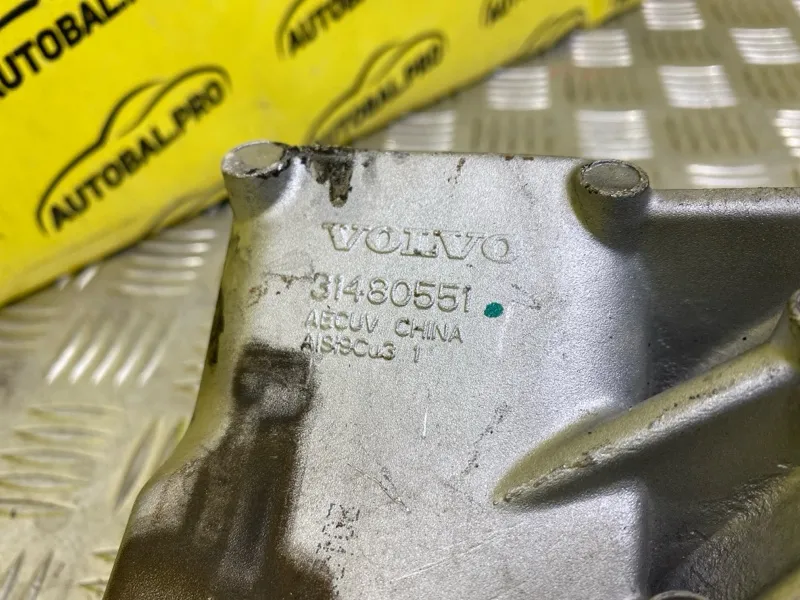 AUTOBAL.PRO
AUTOBAL.PRO
AUTOBAL.PRO
VOLVO
31480551
AECUV CHINA
AlSi9Cu3 1